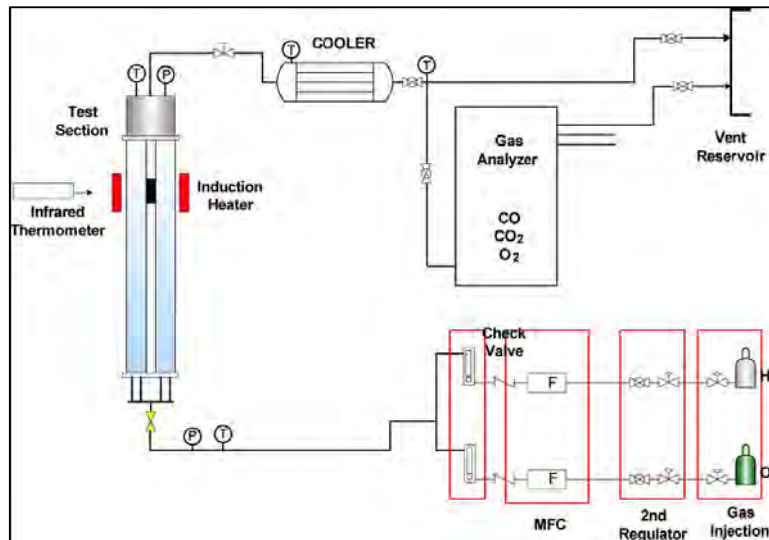 COOLER
T
T
P
T
Test
Section
Gas
Analyzer
Vent
Reservoir
Infrared
Thermometer
Induction
Heater
CO
CO2
O2
Check
Valve
F
H
P
T
F
O
MFC
2nd
Regulator
Gas
Injection